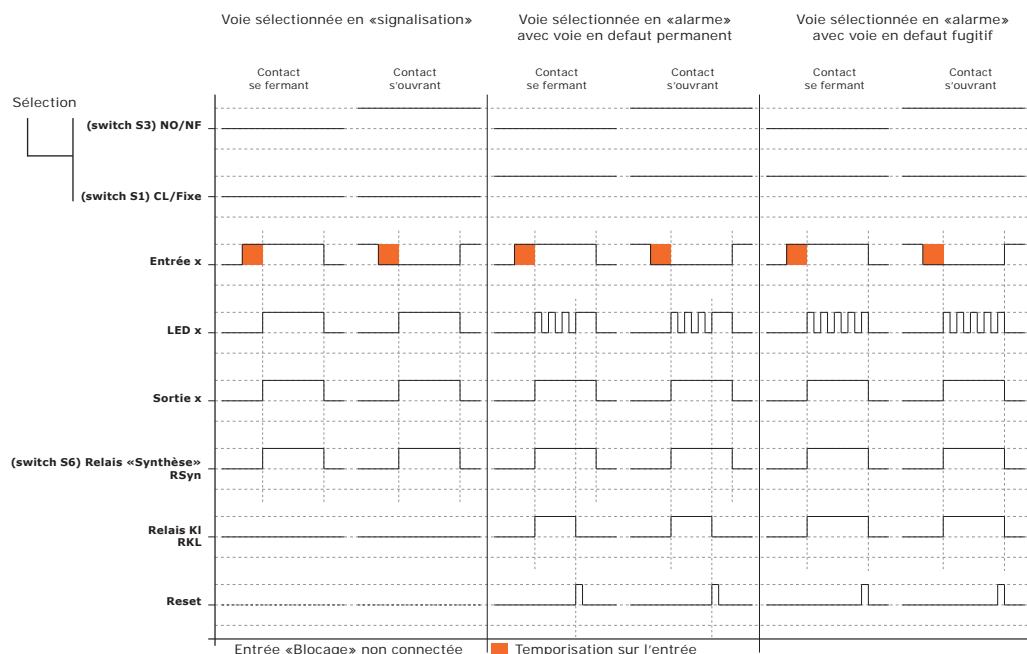 Voie sélectionnée en «signalisation»
Voie sélectionnée en «alarme»
avec voie en defaut permanent
Voie sélectionnée en «alarme»
avec voie en defaut fugitif
Contact
se fermant
Contact
s'ouvrant
Contact
se fermant
Contact
s'ouvrant
Contact
se fermant
Contact
s'ouvrant
Sélection
(switch S3) NO/NF
(switch S1) CL/Fixe
Entrée x
LED x
Sortie x
(switch S6) Relais «Synthèse»
RSyn
Relais Kl
RKL
Reset
Entrée «Blocage» non connectée
Temporisation sur l'entrée